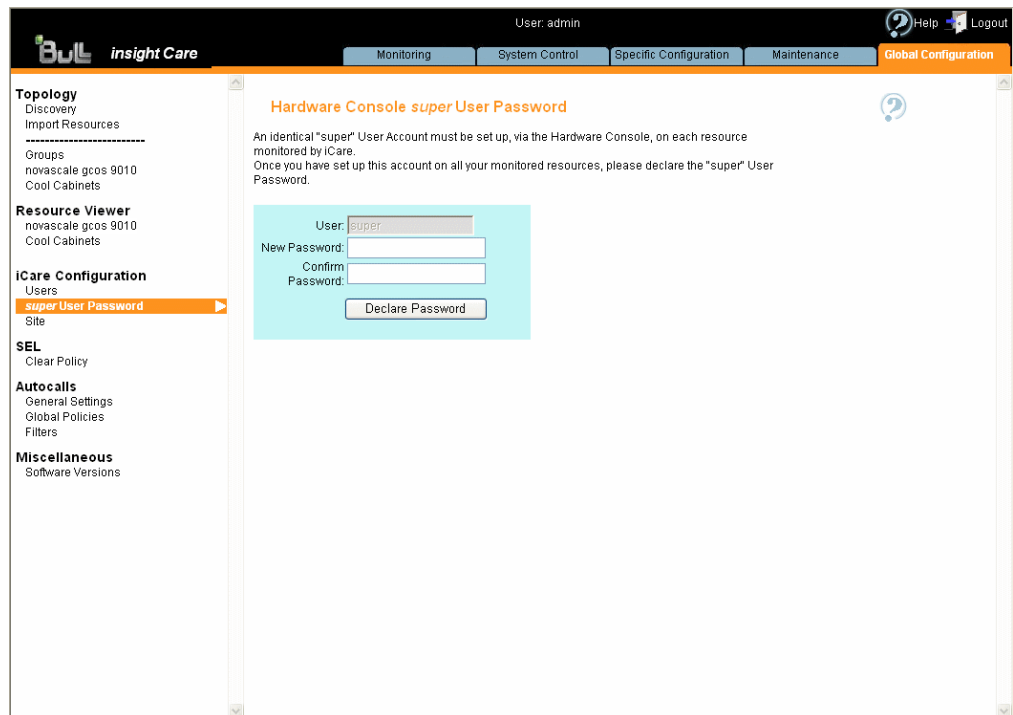 User: admin
Help
Logout
Bull
insight Care
Monitoring
System Control
Specific Configuration
Maintenance
Global Configuration
Topology
Discovery
Import Resources
-------------------------
Groups
novascale gcos 9010
Cool Cabinets
Resource Viewer
novascale gcos 9010
Cool Cabinets
iCare Configuration
Users
super User Password
Site
SEL
Clear Policy
Autocalls
General Settings
Global Policies
Filters
Miscellaneous
Software Versions
Hardware Console super User Password
An identical "super" User Account must be set up, via the Hardware Console, on each resource
monitored by iCare.
Once you have set up this account on all your monitored resources, please declare the "super" User
Password.
User: super
New Password:
Confirm
Password:
Declare Password